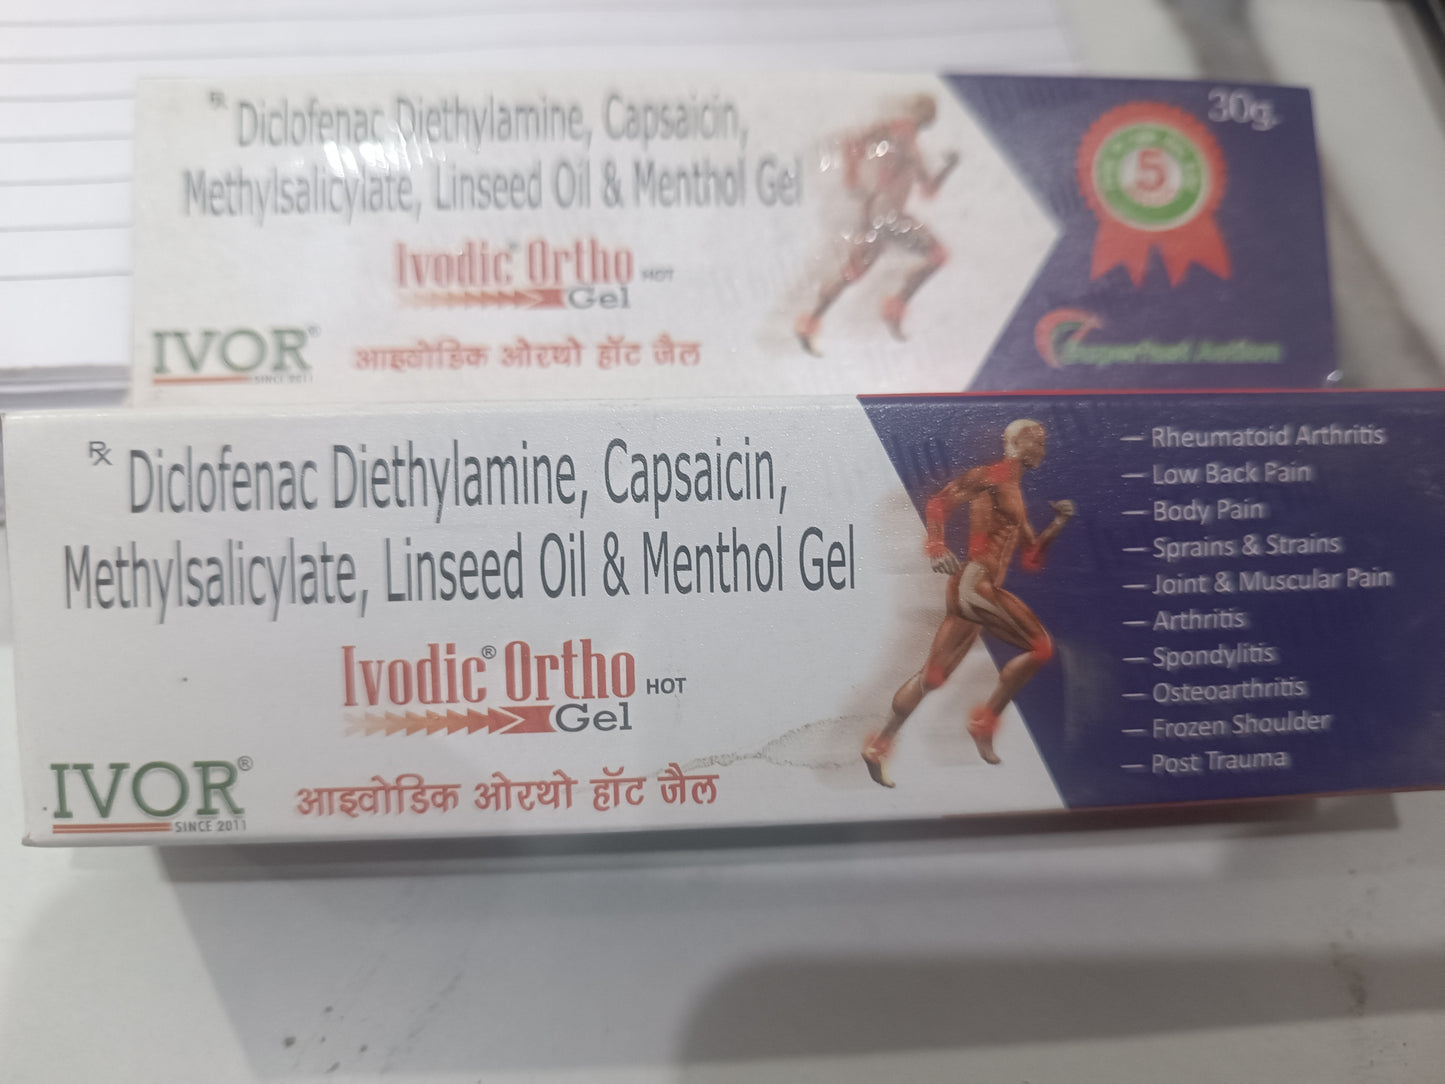 Rx Diclofenac Diethylamine, Capsaicin,
Methylsalicylate, Linseed Oil & Menthol Gel
Ivodic® Ortho HOT
Gel
IVOR®
SINCE 2011
आइवोडिक ओरथो हॉट जैल
30g.
5
Rx Diclofenac Diethylamine, Capsaicin,
Methylsalicylate, Linseed Oil & Menthol Gel
Ivodic® Ortho HOT
Gel
IVOR®
SINCE 2011
आइवोडिक ओरथो हॉट जैल
— Rheumatoid Arthritis
— Low Back Pain
— Body Pain
— Sprains & Strains
— Joint & Muscular Pain
— Arthritis
— Spondylitis
— Osteoarthritis
— Frozen Shoulder
— Post Trauma